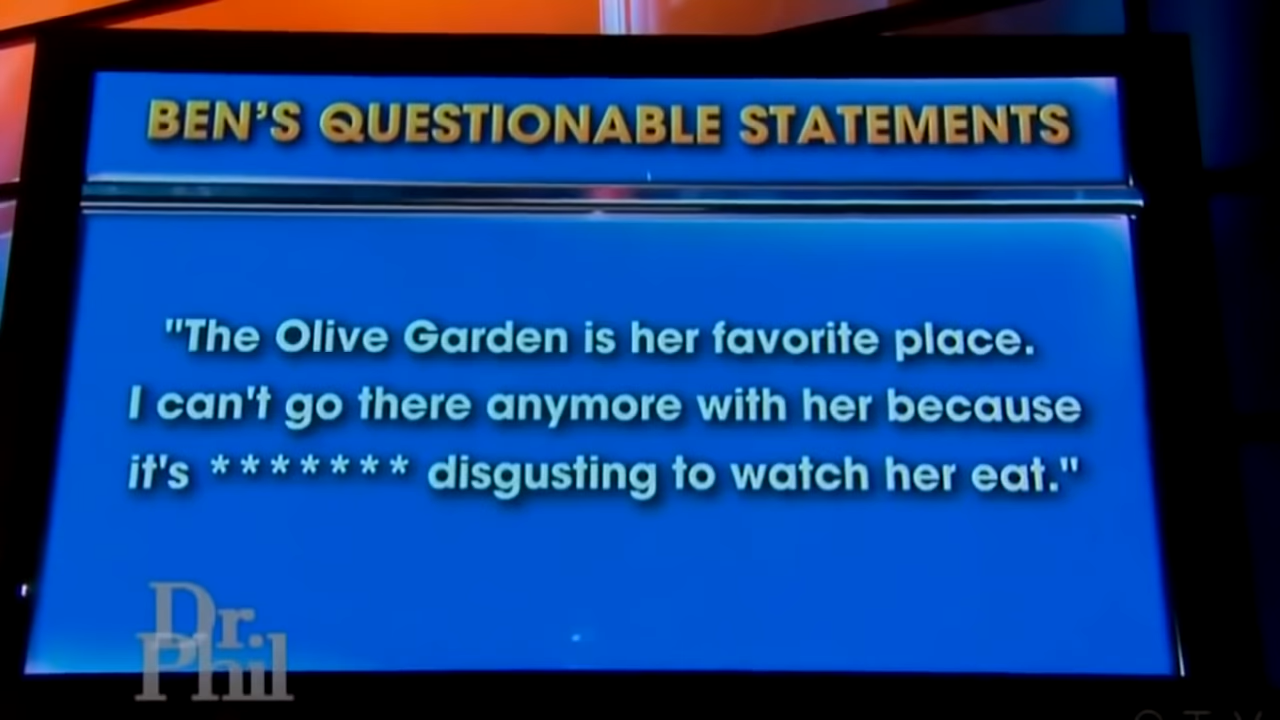 BEN'S QUESTIONABLE STATEMENTS
"The Olive Garden is her favorite place.
I can't go there anymore with her because
it's ******* disgusting to watch her eat."
Dr.
Phil
CTV